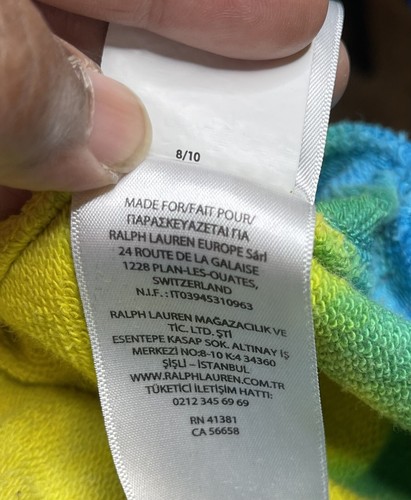 8/10
MADE FOR/FAIT POUR/
ΠΑΡΑΣΚΕΥΑΖΕΤΑΙ ΓΙΑ
RALPH LAUREN EUROPE Sárl
24 ROUTE DE LA GALAISE
1228 PLAN-LES-OUATES,
SWITZERLAND
N.I.F. : IT03945310963
RALPH LAUREN MAĞAZACILIK VE
TİC. LTD. ŞTİ
ESENTEPE KASAP SOK. ALTINAY İŞ
MERKEZİ NO:8-10 K:4 34360
ŞİŞLİ – İSTANBUL
WWW.RALPHLAUREN.COM.TR
TÜKETİCİ İLETİŞİM HATTI:
0212 345 69 69
RN 41381
CA 56658